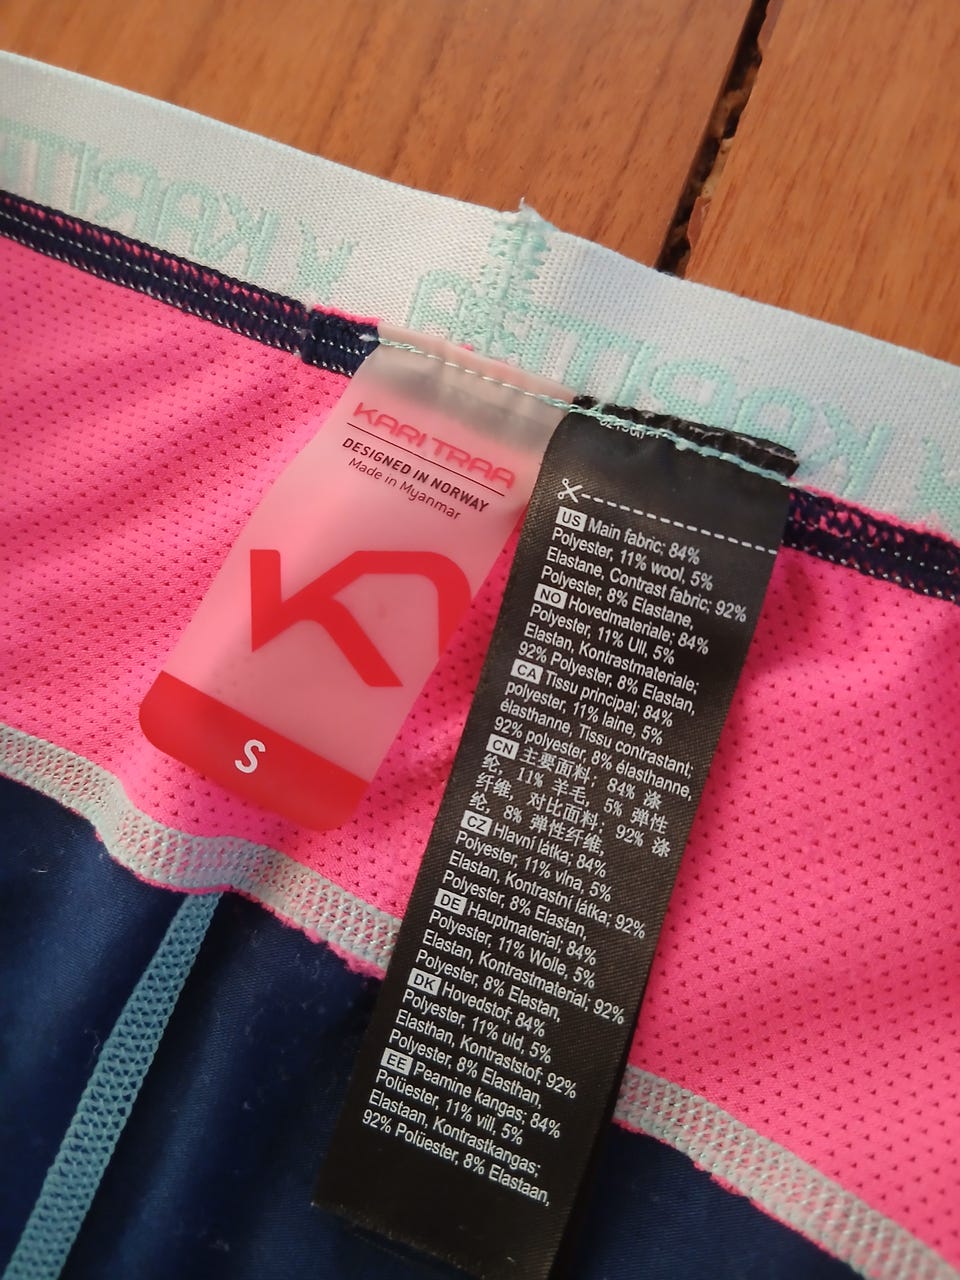 KARI TRAA
KARI TRAA
DESIGNED IN NORWAY
Made in Myanmar
S
US Main fabric; 84%
Polyester, 11% wool, 5%
Elastane, Contrast fabric; 92%
Polyester, 8% Elastane,
NO Hovedmateriale; 84%
Polyester, 11% Ull, 5%
Elastan, Kontrastmateriale;
92% Polyester, 8% Elastan,
CA Tissu principal; 84%
polyester, 11% laine, 5%
élasthanne, Tissu contrastant;
92% polyester, 8% élasthanne,
CN 主要面料; 84% 涤
纶, 11% 羊毛, 5% 弹性
纤维, 对比面料; 92% 涤
纶, 8% 弹性纤维,
CZ Hlavní látka; 84%
Polyester, 11% vlna, 5%
Elastan, Kontrastní látka; 92%
Polyester, 8% Elastan,
DE Hauptmaterial; 84%
Polyester, 11% Wolle, 5%
Elastan, Kontrastmaterial; 92%
Polyester, 8% Elastan,
DK Hovedstof; 84%
Polyester, 11% uld, 5%
Elasthan, Kontraststof; 92%
Polyester, 8% Elasthan,
EE Peamine kangas; 84%
Polüester, 11% vill, 5%
Elastaan, Kontrastkangas;
92% Polüester, 8% Elastaan,